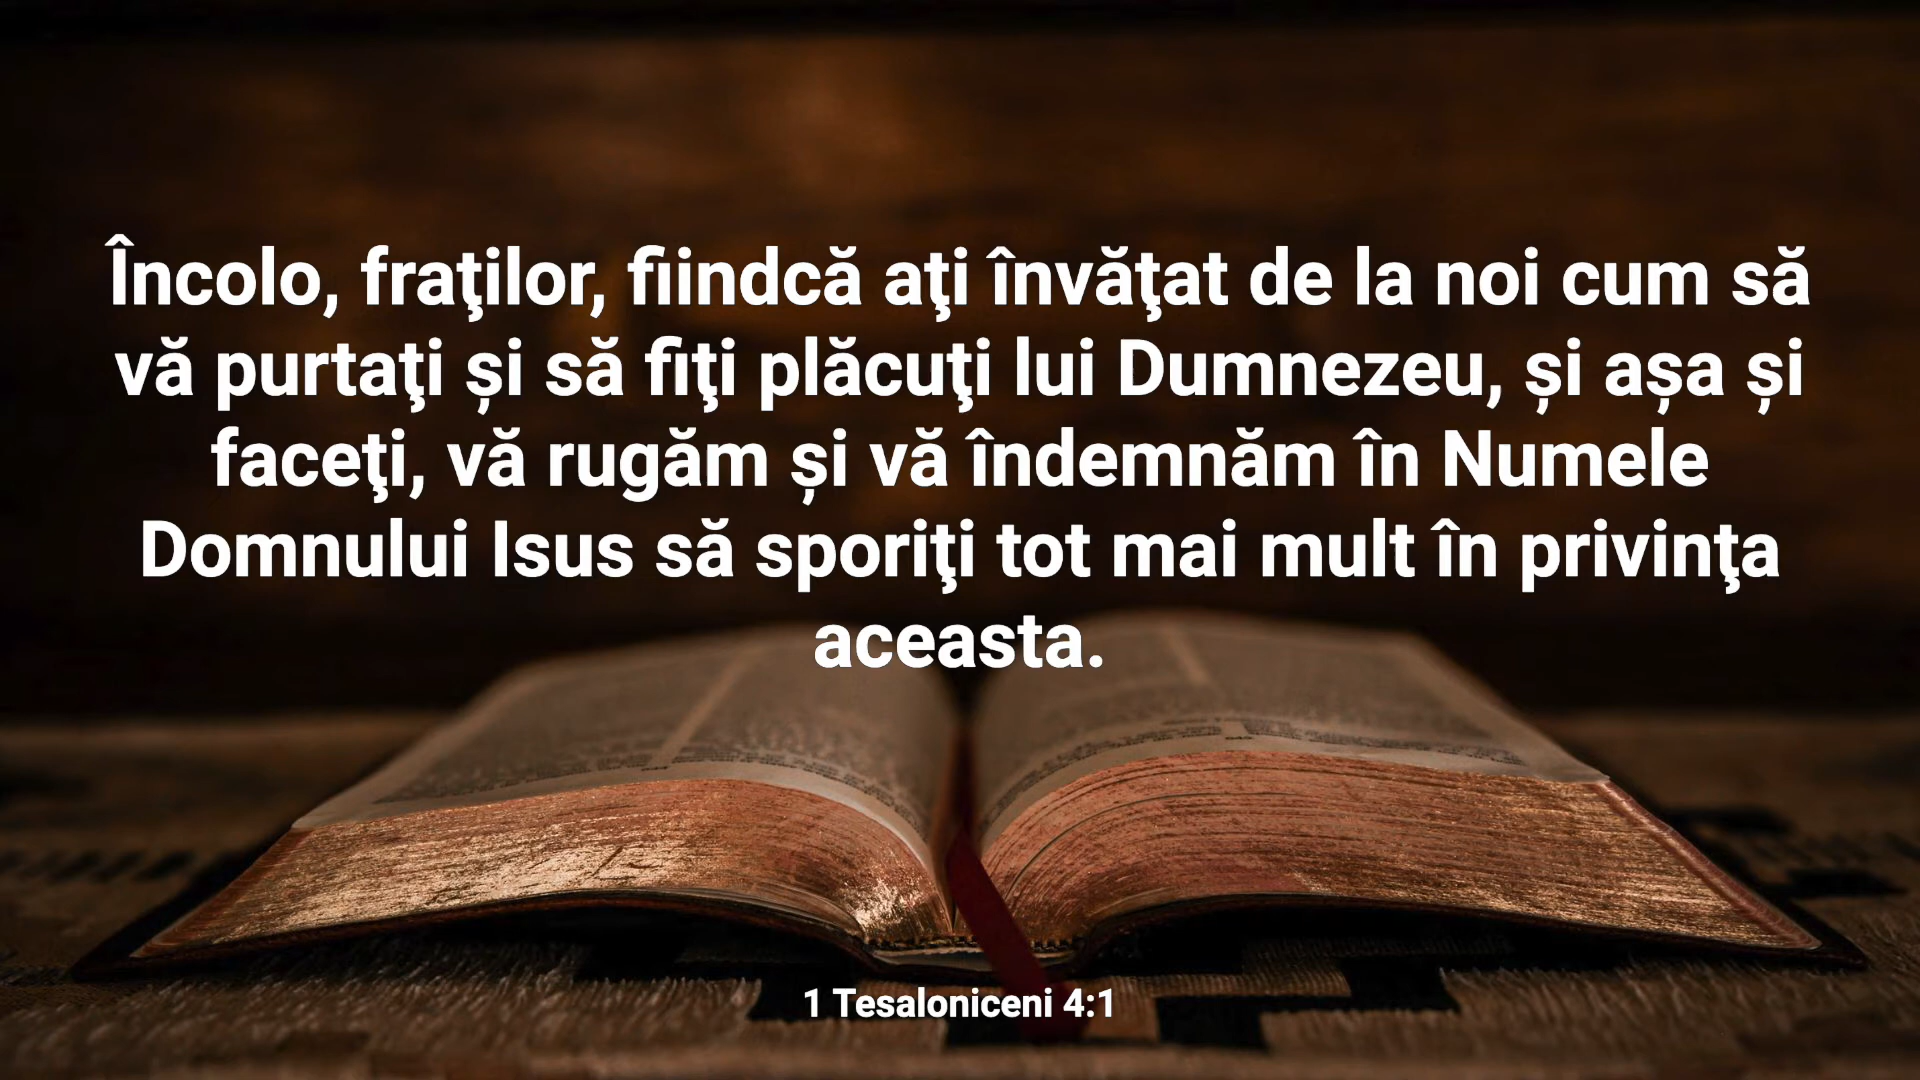 Încolo, fraţilor, fiindcă aţi învăţat de la noi cum să
vă purtaţi și să fiţi plăcuţi lui Dumnezeu, și așa și
faceţi, vă rugăm și vă îndemnăm în Numele
Domnului Isus să sporiţi tot mai mult în privinţa
aceasta.
1 Tesaloniceni 4:1